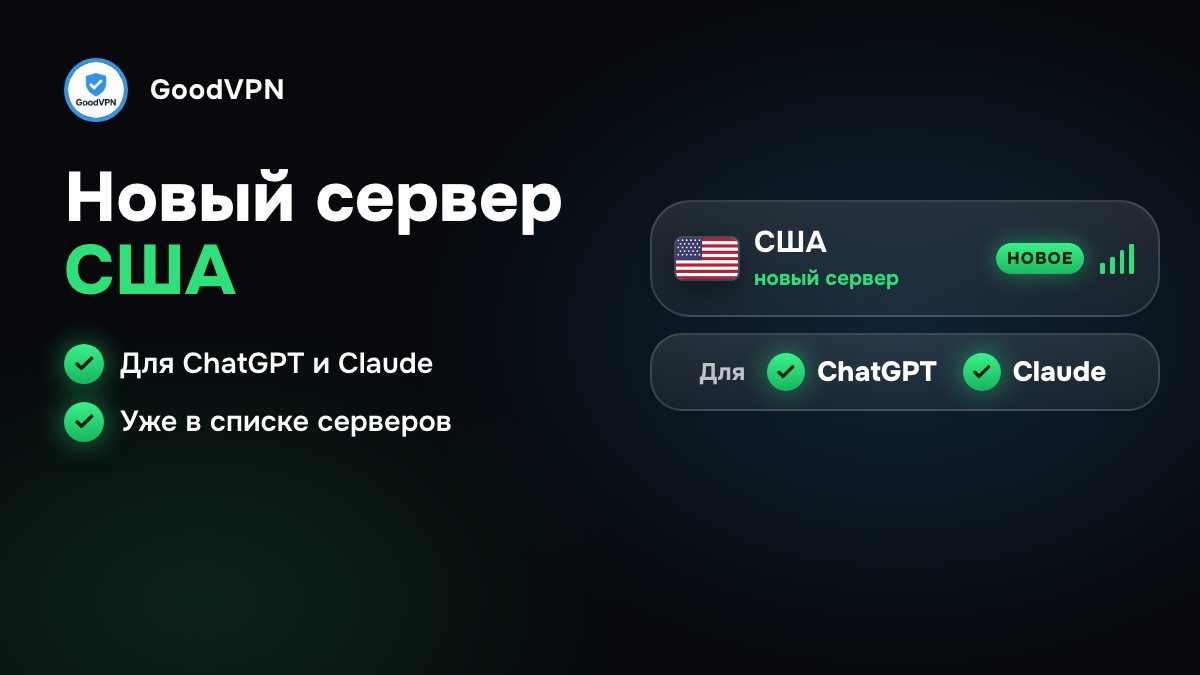 GoodVPN
GoodVPN
Новый сервер
США
Для ChatGPT и Claude
Уже в списке серверов
США
новый сервер
НОВОЕ
Для ChatGPT Claude